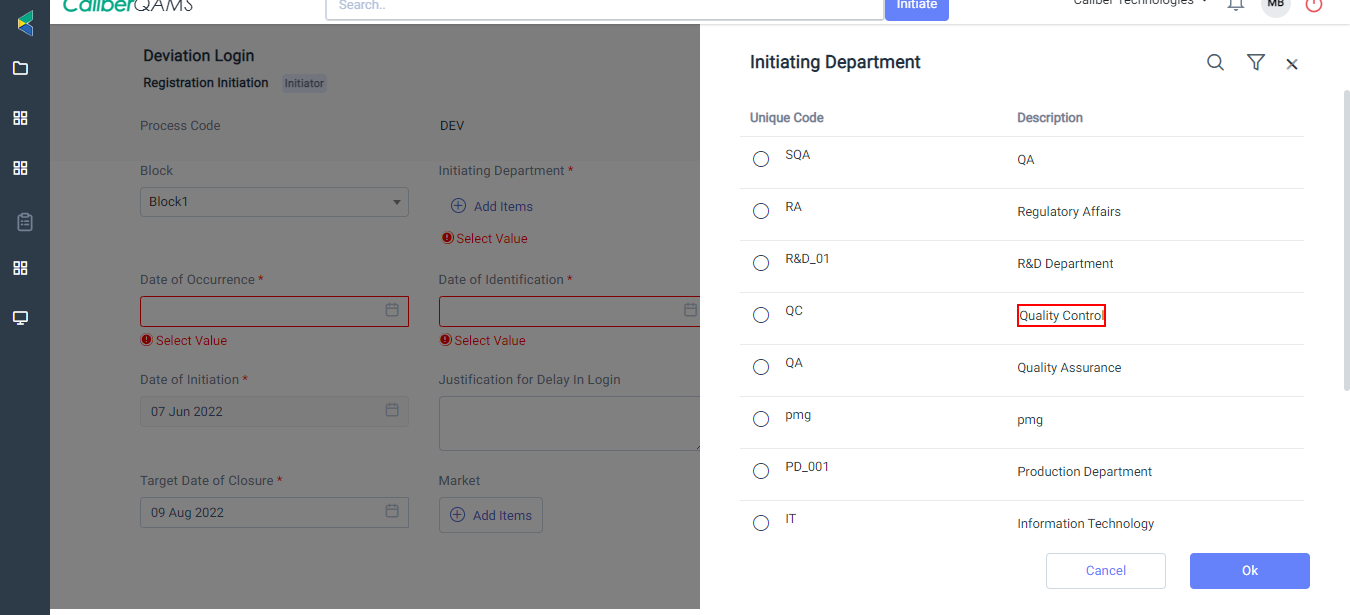 CaliberQAMS
Search..
Initiate
Caliber Technologies
MB
Deviation Login
Registration Initiation Initiator
Process Code DEV
Block
Block1
Initiating Department *
Add Items
Select Value
Date of Occurrence *
Select Value
Date of Identification *
Select Value
Date of Initiation *
07 Jun 2022
Justification for Delay In Login
Target Date of Closure *
09 Aug 2022
Market
Add Items
Initiating Department
Unique Code Description
SQA QA
RA Regulatory Affairs
R&D_01 R&D Department
QC Quality Control
QA Quality Assurance
pmg pmg
PD_001 Production Department
IT Information Technology
Cancel Ok